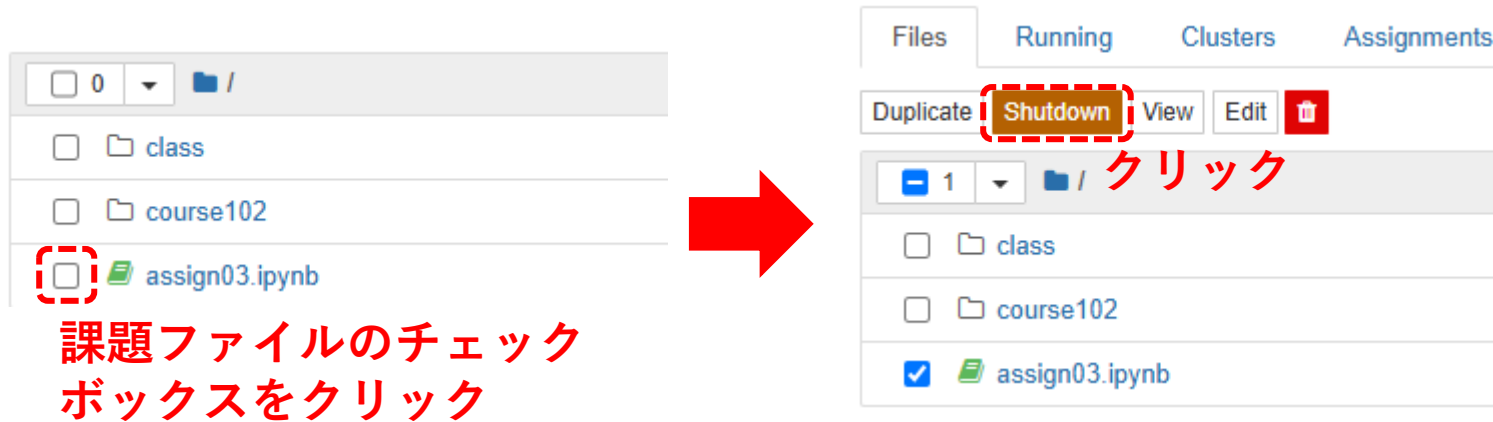 0 /
class
course102
assign03.ipynb
課題ファイルのチェック
ボックスをクリック
Files Running Clusters Assignments
Duplicate Shutdown View Edit
クリック
1 /
class
course102
assign03.ipynb